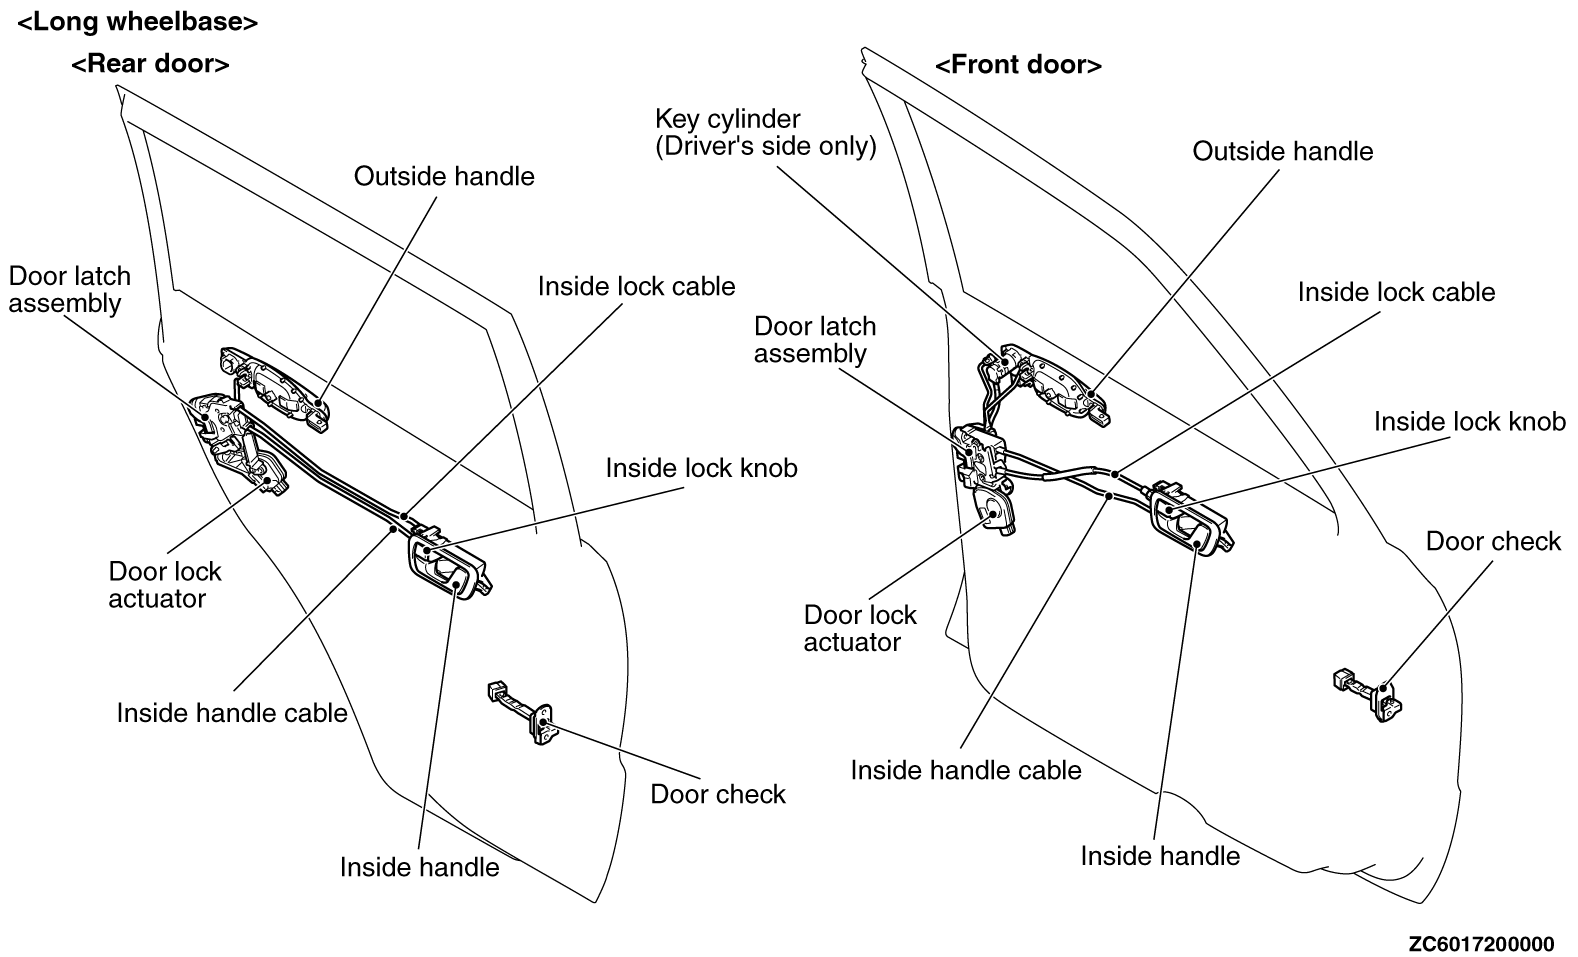 <Long wheelbase>
<Rear door>
Outside handle
Door latch
assembly
Inside lock cable
Inside lock knob
Door lock
actuator
Inside handle cable
Door check
Inside handle
<Front door>
Key cylinder
(Driver's side only)
Outside handle
Inside lock cable
Door latch
assembly
Inside lock knob
Door check
Door lock
actuator
Inside handle cable
Inside handle
ZC6017200000